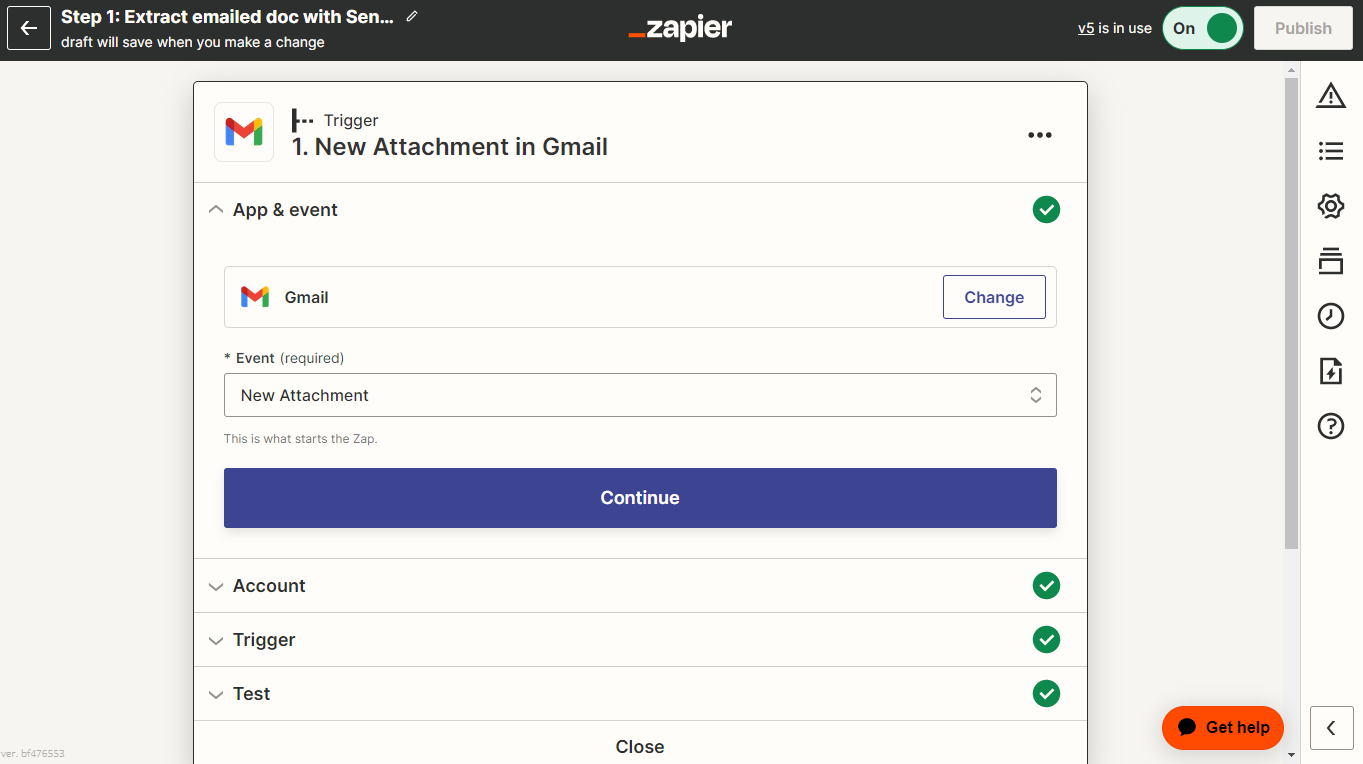 Step 1: Extract emailed doc with Sen...
draft will save when you make a change
_zapier
v5 is in use
On
Publish
Trigger
1. New Attachment in Gmail
App & event
Gmail
Change
* Event (required)
New Attachment
This is what starts the Zap.
Continue
Account
Trigger
Test
Close
Get help
ver. bf476553